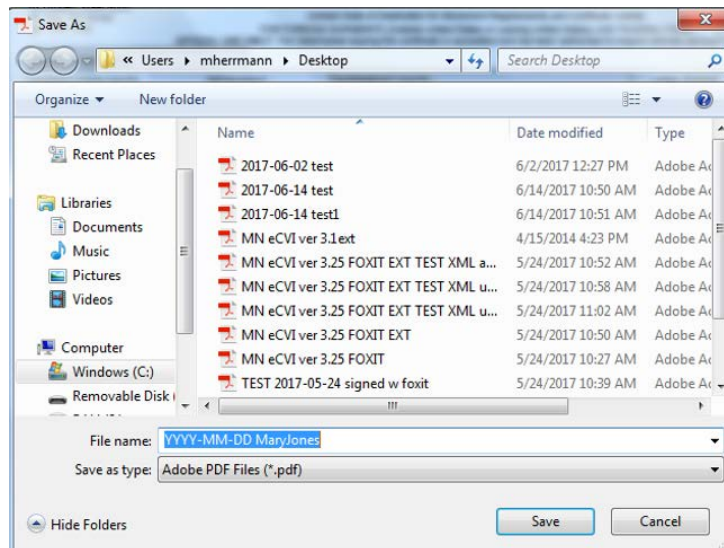 Save As
« Users ▸ mherrmann ▸ Desktop
Search Desktop
Organize
New folder
Downloads
Recent Places
Libraries
Documents
Music
Pictures
Videos
Computer
Windows (C:)
Removable Disk
Name Date modified Type
2017-06-02 test 6/2/2017 12:27 PM Adobe
2017-06-14 test 6/14/2017 10:50 AM Adobe
2017-06-14 test1 6/14/2017 10:51 AM Adobe
MN eCVI ver 3.1ext 4/15/2014 4:23 PM Adobe
MN eCVI ver 3.25 FOXIT EXT TEST XML a... 5/24/2017 10:52 AM Adobe
MN eCVI ver 3.25 FOXIT EXT TEST XML u... 5/24/2017 10:58 AM Adobe
MN eCVI ver 3.25 FOXIT EXT TEST XML u... 5/24/2017 11:02 AM Adobe
MN eCVI ver 3.25 FOXIT EXT 5/24/2017 10:50 AM Adobe
MN eCVI ver 3.25 FOXIT 5/24/2017 10:27 AM Adobe
TEST 2017-05-24 signed w foxit 5/24/2017 10:39 AM Adobe
File name: YYYY-MM-DD MaryJones
Save as type: Adobe PDF Files (*.pdf)
Hide Folders
Save
Cancel